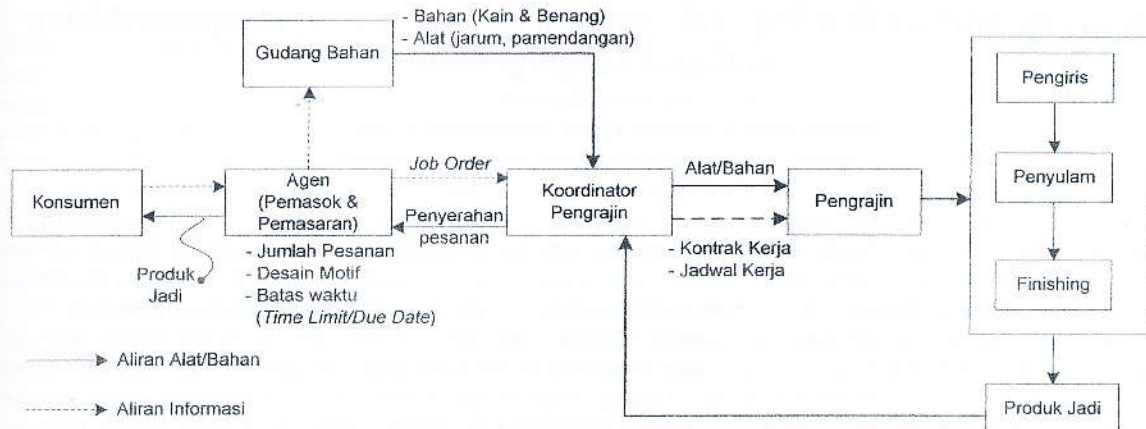 - Bahan (Kain & Benang)
- Alat (jarum, pamendangan)
Gudang Bahan
Pengiris
Job Order
Alat/Bahan
Konsumen
Agen
(Pemasok &
Pemasaran)
Koordinator
Pengrajin
Pengrajin
Penyulam
Penyerahan
pesanan
- Jumlah Pesanan
- Desain Motif
- Batas waktu
(Time Limit/Due Date)
- Kontrak Kerja
- Jadwal Kerja
Produk
Jadi
Finishing
Aliran Alat/Bahan
Aliran Informasi
Produk Jadi